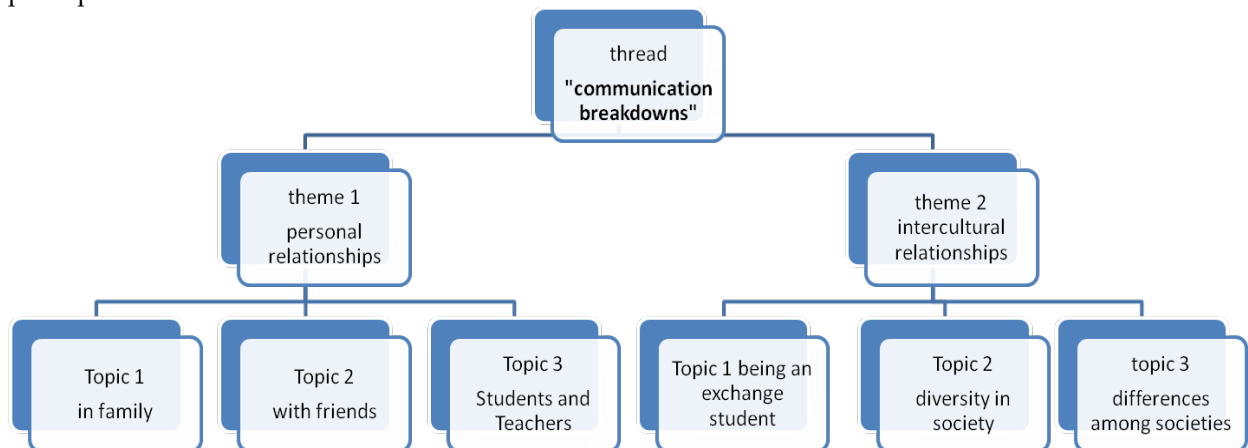 thread
"communication
breakdowns"
theme 1
personal
relationships
theme 2
intercultural
relationships
Topic 1
in family
Topic 2
with friends
Topic 3
Students and
Teachers
Topic 1 being an
exchange
student
Topic 2
diversity in
society
topic 3
differences
among societies